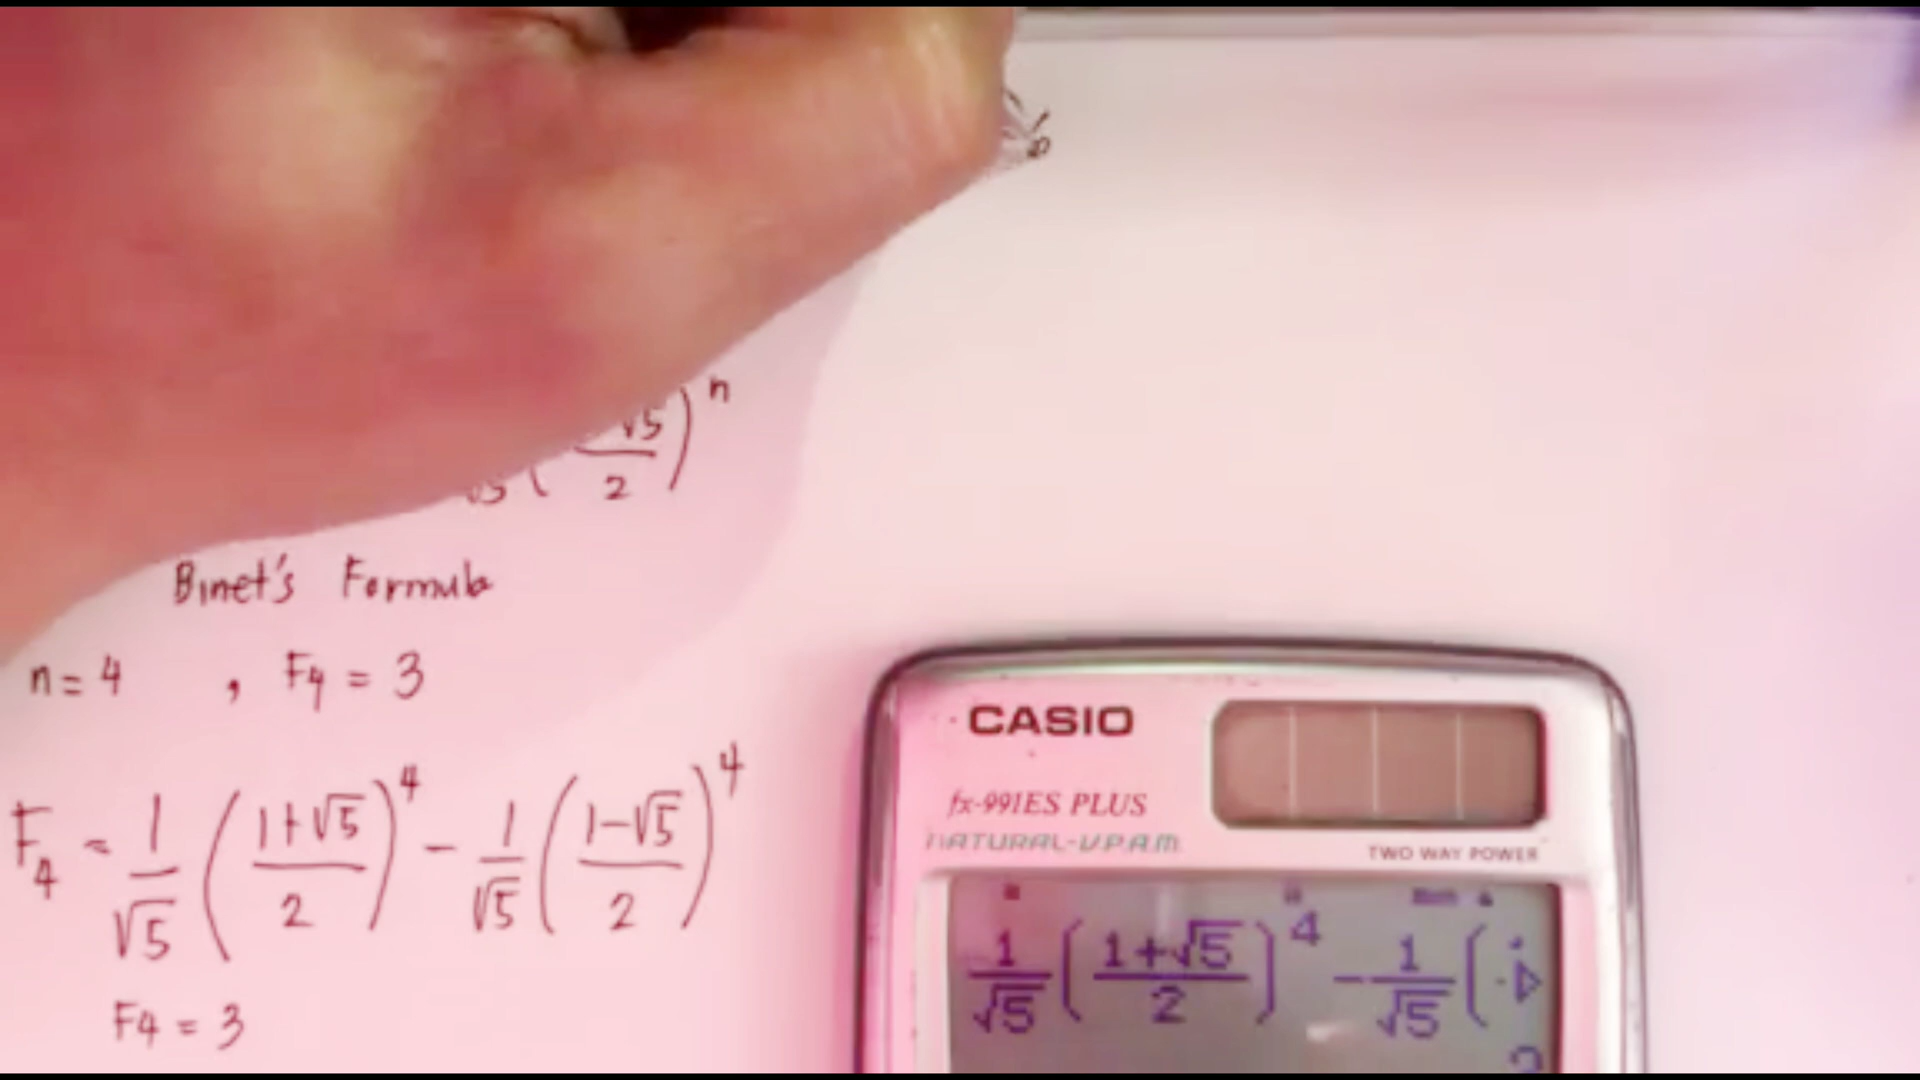 √5/2)ⁿ
Binet's Formula
n = 4 , F₄ = 3
F₄ = 1/√5 ((1+√5)/2)⁴ − 1/√5 ((1−√5)/2)⁴
F4 = 3
CASIO
fx-991ES PLUS
NATURAL-V.P.A.M.
TWO WAY POWER
Math ▲
1/√5 ((1+√5)/2)⁴ − 1/√5 (